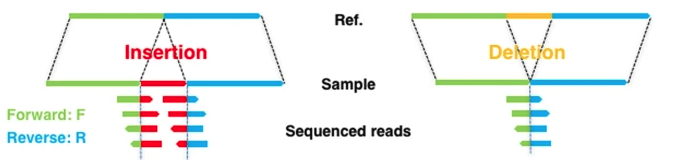 Ref.
Insertion
Deletion
Sample
Forward: F
Reverse: R
Sequenced reads